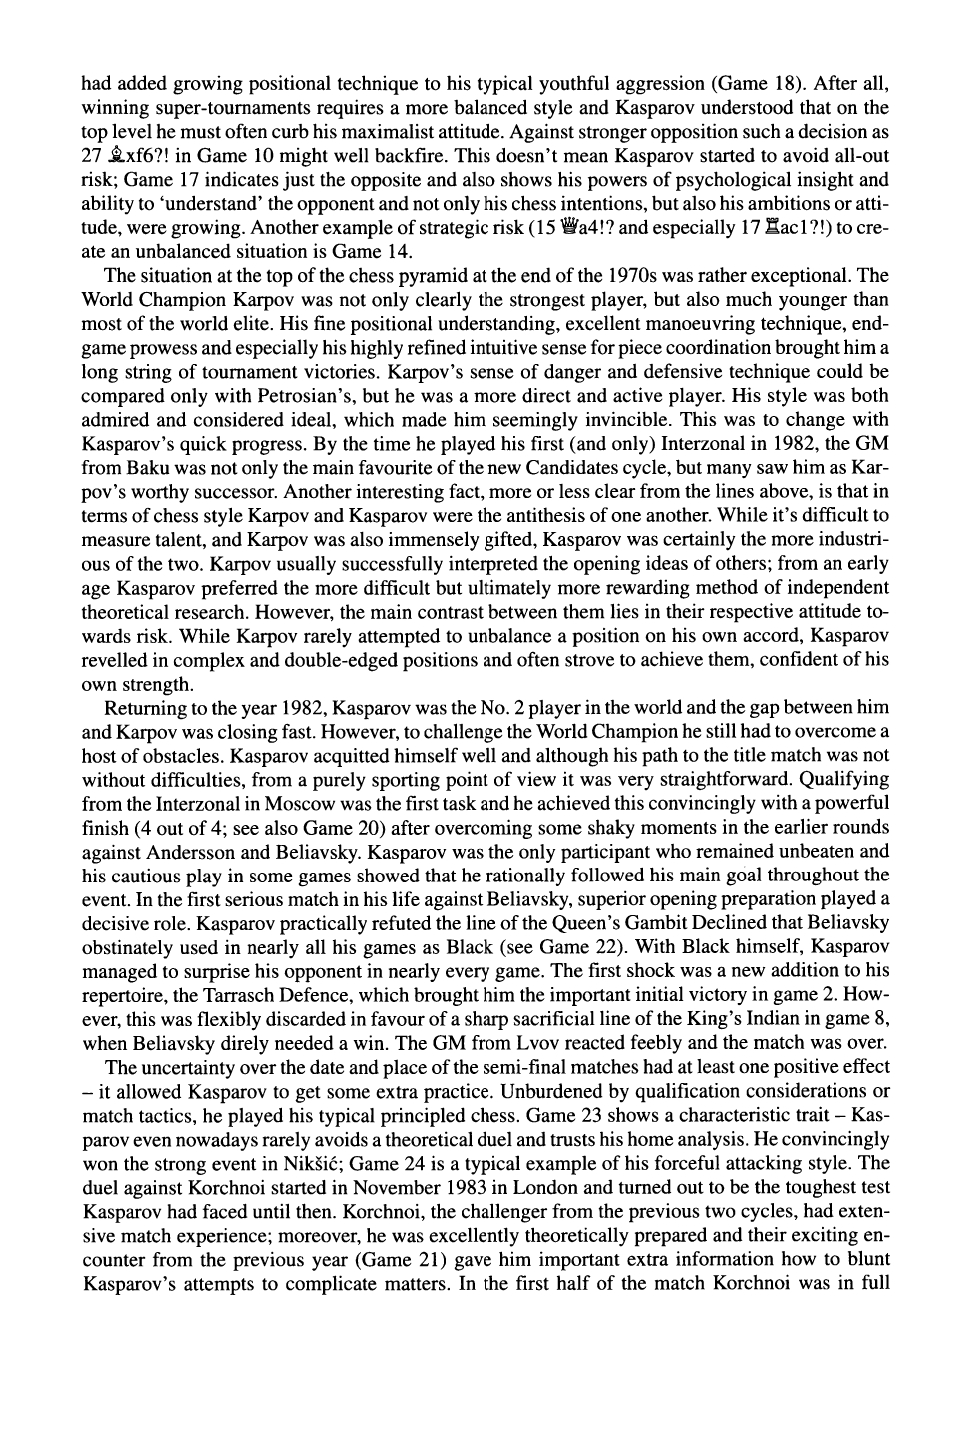 had added growing positional technique to his typical youthful aggression (Game 18). After all,
winning super-tournaments requires a more balanced style and Kasparov understood that on the
top level he must often curb his maximalist attitude. Against stronger opposition such a decision as
27 ♗xf6?! in Game 10 might well backfire. This doesn't mean Kasparov started to avoid all-out
risk; Game 17 indicates just the opposite and also shows his powers of psychological insight and
ability to ‘understand’ the opponent and not only his chess intentions, but also his ambitions or atti-
tude, were growing. Another example of strategic risk (15 ♕a4!? and especially 17 ♖ac1?!) to cre-
ate an unbalanced situation is Game 14.
The situation at the top of the chess pyramid at the end of the 1970s was rather exceptional. The
World Champion Karpov was not only clearly the strongest player, but also much younger than
most of the world elite. His fine positional understanding, excellent manoeuvring technique, end-
game prowess and especially his highly refined intuitive sense for piece coordination brought him a
long string of tournament victories. Karpov's sense of danger and defensive technique could be
compared only with Petrosian's, but he was a more direct and active player. His style was both
admired and considered ideal, which made him seemingly invincible. This was to change with
Kasparov's quick progress. By the time he played his first (and only) Interzonal in 1982, the GM
from Baku was not only the main favourite of the new Candidates cycle, but many saw him as Kar-
pov's worthy successor. Another interesting fact, more or less clear from the lines above, is that in
terms of chess style Karpov and Kasparov were the antithesis of one another. While it's difficult to
measure talent, and Karpov was also immensely gifted, Kasparov was certainly the more industri-
ous of the two. Karpov usually successfully interpreted the opening ideas of others; from an early
age Kasparov preferred the more difficult but ultimately more rewarding method of independent
theoretical research. However, the main contrast between them lies in their respective attitude to-
wards risk. While Karpov rarely attempted to unbalance a position on his own accord, Kasparov
revelled in complex and double-edged positions and often strove to achieve them, confident of his
own strength.
Returning to the year 1982, Kasparov was the No. 2 player in the world and the gap between him
and Karpov was closing fast. However, to challenge the World Champion he still had to overcome a
host of obstacles. Kasparov acquitted himself well and although his path to the title match was not
without difficulties, from a purely sporting point of view it was very straightforward. Qualifying
from the Interzonal in Moscow was the first task and he achieved this convincingly with a powerful
finish (4 out of 4; see also Game 20) after overcoming some shaky moments in the earlier rounds
against Andersson and Beliavsky. Kasparov was the only participant who remained unbeaten and
his cautious play in some games showed that he rationally followed his main goal throughout the
event. In the first serious match in his life against Beliavsky, superior opening preparation played a
decisive role. Kasparov practically refuted the line of the Queen's Gambit Declined that Beliavsky
obstinately used in nearly all his games as Black (see Game 22). With Black himself, Kasparov
managed to surprise his opponent in nearly every game. The first shock was a new addition to his
repertoire, the Tarrasch Defence, which brought him the important initial victory in game 2. How-
ever, this was flexibly discarded in favour of a sharp sacrificial line of the King's Indian in game 8,
when Beliavsky direly needed a win. The GM from Lvov reacted feebly and the match was over.
The uncertainty over the date and place of the semi-final matches had at least one positive effect
– it allowed Kasparov to get some extra practice. Unburdened by qualification considerations or
match tactics, he played his typical principled chess. Game 23 shows a characteristic trait – Kas-
parov even nowadays rarely avoids a theoretical duel and trusts his home analysis. He convincingly
won the strong event in Nikšić; Game 24 is a typical example of his forceful attacking style. The
duel against Korchnoi started in November 1983 in London and turned out to be the toughest test
Kasparov had faced until then. Korchnoi, the challenger from the previous two cycles, had exten-
sive match experience; moreover, he was excellently theoretically prepared and their exciting en-
counter from the previous year (Game 21) gave him important extra information how to blunt
Kasparov's attempts to complicate matters. In the first half of the match Korchnoi was in full